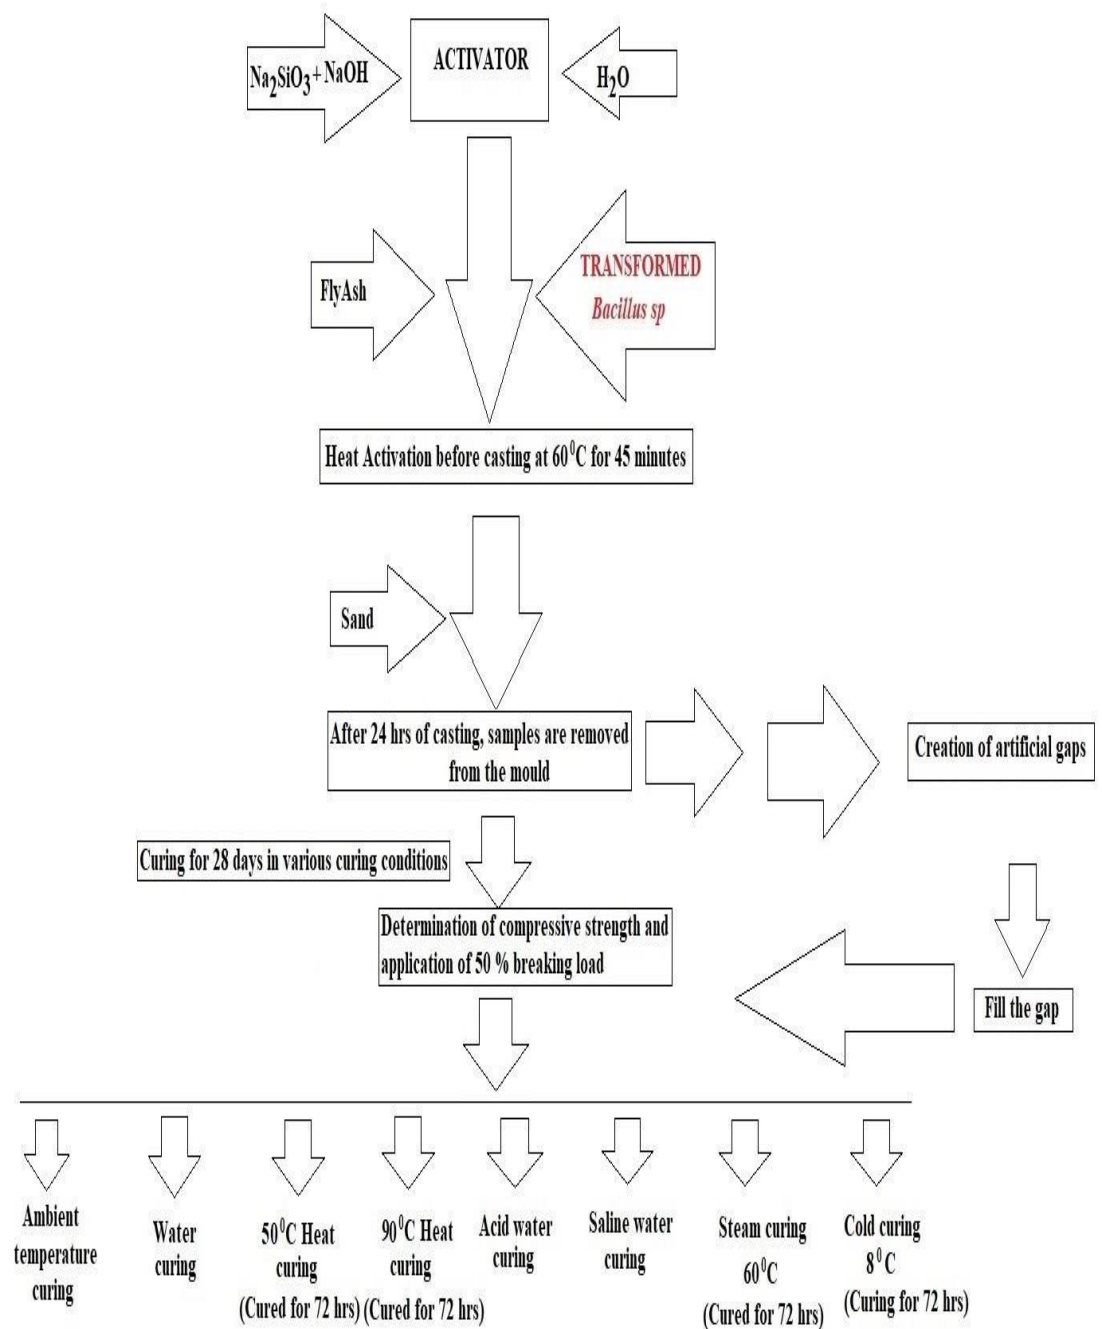 Na₂SiO₃+NaOH
ACTIVATOR
H₂O
FlyAsh
TRANSFORMED
Bacillus sp
Heat Activation before casting at 60⁰C for 45 minutes
Sand
After 24 hrs of casting, samples are removed
from the mould
Creation of artificial gaps
Curing for 28 days in various curing conditions
Determination of compressive strength and
application of 50 % breaking load
Fill the gap
Ambient
temperature
curing
Water
curing
50⁰C Heat
curing
(Cured for 72 hrs)
90⁰C Heat
curing
(Cured for 72 hrs)
Acid water
curing
Saline water
curing
Steam curing
60⁰C
(Cured for 72 hrs)
Cold curing
8⁰C
(Curing for 72 hrs)